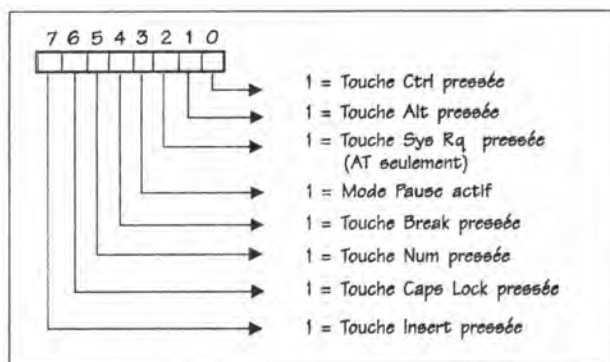 7 6 5 4 3 2 1 0
1 = Touche Ctrl pressée
1 = Touche Alt pressée
1 = Touche Sys Rq pressée
(AT seulement)
1 = Mode Pause actif
1 = Touche Break pressée
1 = Touche Num pressée
1 = Touche Caps Lock pressée
1 = Touche Insert pressée